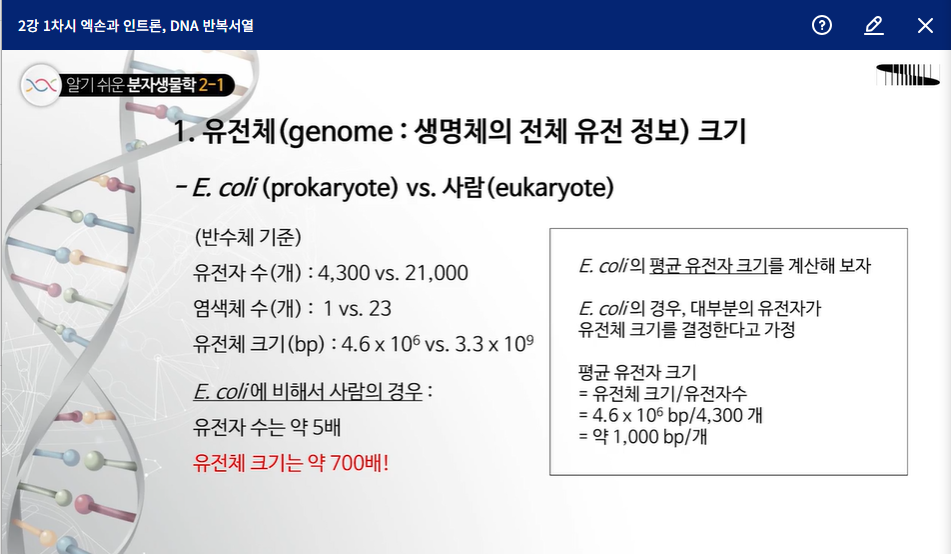 2강 1차시 엑손과 인트론, DNA 반복서열
알기 쉬운 분자생물학 2-1
1. 유전체(genome : 생명체의 전체 유전 정보) 크기
- E. coli (prokaryote) vs. 사람(eukaryote)
(반수체 기준)
유전자 수(개) : 4,300 vs. 21,000
염색체 수(개) : 1 vs. 23
유전체 크기(bp) : 4.6 x 10⁶ vs. 3.3 x 10⁹
E. coli에 비해서 사람의 경우 :
유전자 수는 약 5배
유전체 크기는 약 700배!
E. coli의 평균 유전자 크기를 계산해 보자
E. coli의 경우, 대부분의 유전자가
유전체 크기를 결정한다고 가정
평균 유전자 크기
= 유전체 크기/유전자수
= 4.6 x 10⁶ bp/4,300 개
= 약 1,000 bp/개